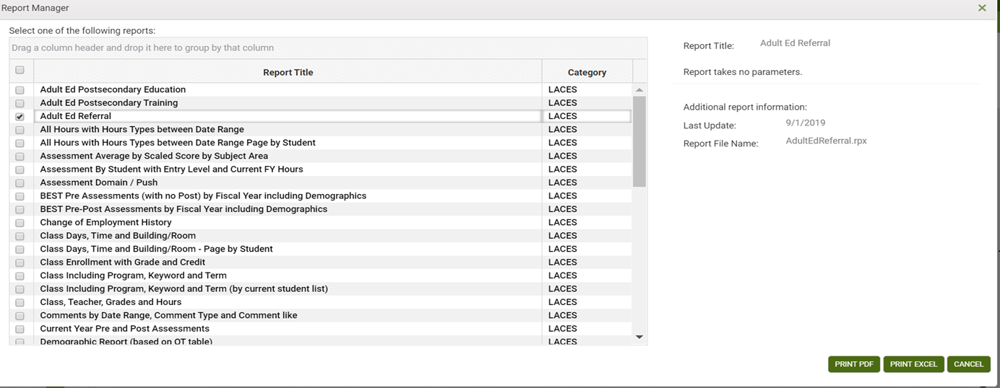 Report Manager
Select one of the following reports:
Drag a column header and drop it here to group by that column
Report Title Category
Adult Ed Postsecondary Education LACES
Adult Ed Postsecondary Training LACES
Adult Ed Referral LACES
All Hours with Hours Types between Date Range LACES
All Hours with Hours Types between Date Range Page by Student LACES
Assessment Average by Scaled Score by Subject Area LACES
Assessment By Student with Entry Level and Current FY Hours LACES
Assessment Domain / Push LACES
BEST Pre Assessments (with no Post) by Fiscal Year including Demographics LACES
BEST Pre-Post Assessments by Fiscal Year including Demographics LACES
Change of Employment History LACES
Class Days, Time and Building/Room LACES
Class Days, Time and Building/Room - Page by Student LACES
Class Enrollment with Grade and Credit LACES
Class Including Program, Keyword and Term LACES
Class Including Program, Keyword and Term (by current student list) LACES
Class, Teacher, Grades and Hours LACES
Comments by Date Range, Comment Type and Comment like LACES
Current Year Pre and Post Assessments LACES
Demographic Report (based on OT table) LACES
Report Title: Adult Ed Referral
Report takes no parameters.
Additional report information:
Last Update: 9/1/2019
Report File Name: AdultEdReferral.rpx
PRINT PDF PRINT EXCEL CANCEL